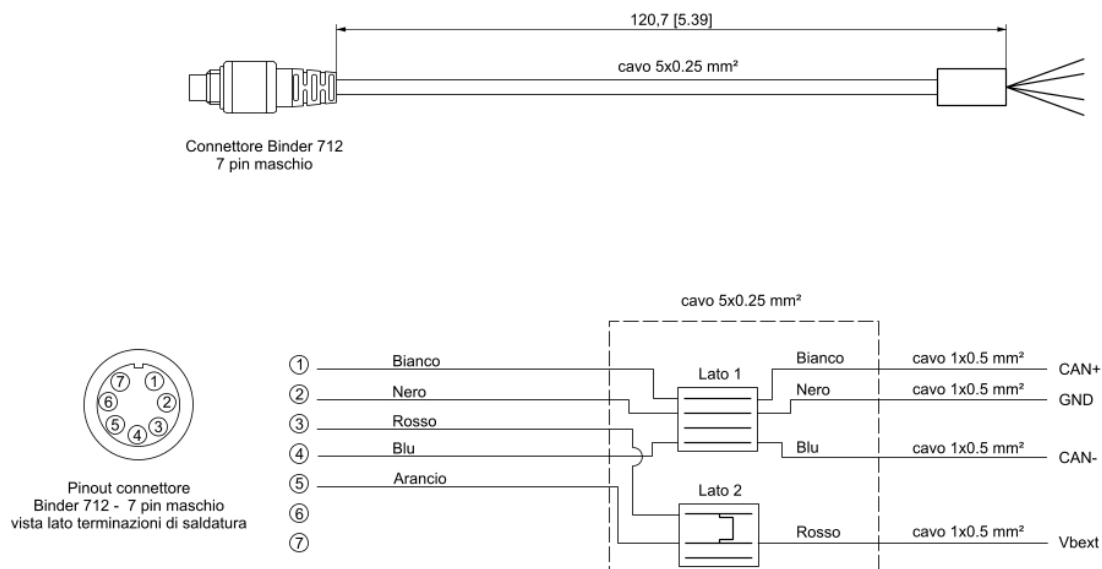 120,7 [5.39]
cavo 5x0.25 mm²
Connettore Binder 712
7 pin maschio
cavo 5x0.25 mm²
1 Bianco Bianco cavo 1x0.5 mm² CAN+
Lato 1
2 Nero Nero cavo 1x0.5 mm² GND
3 Rosso
4 Blu Blu cavo 1x0.5 mm² CAN-
5 Arancio
Lato 2
6
7 Rosso cavo 1x0.5 mm² Vbext
7 1
6 2
5 4 3
Pinout connettore
Binder 712 - 7 pin maschio
vista lato terminazioni di saldatura